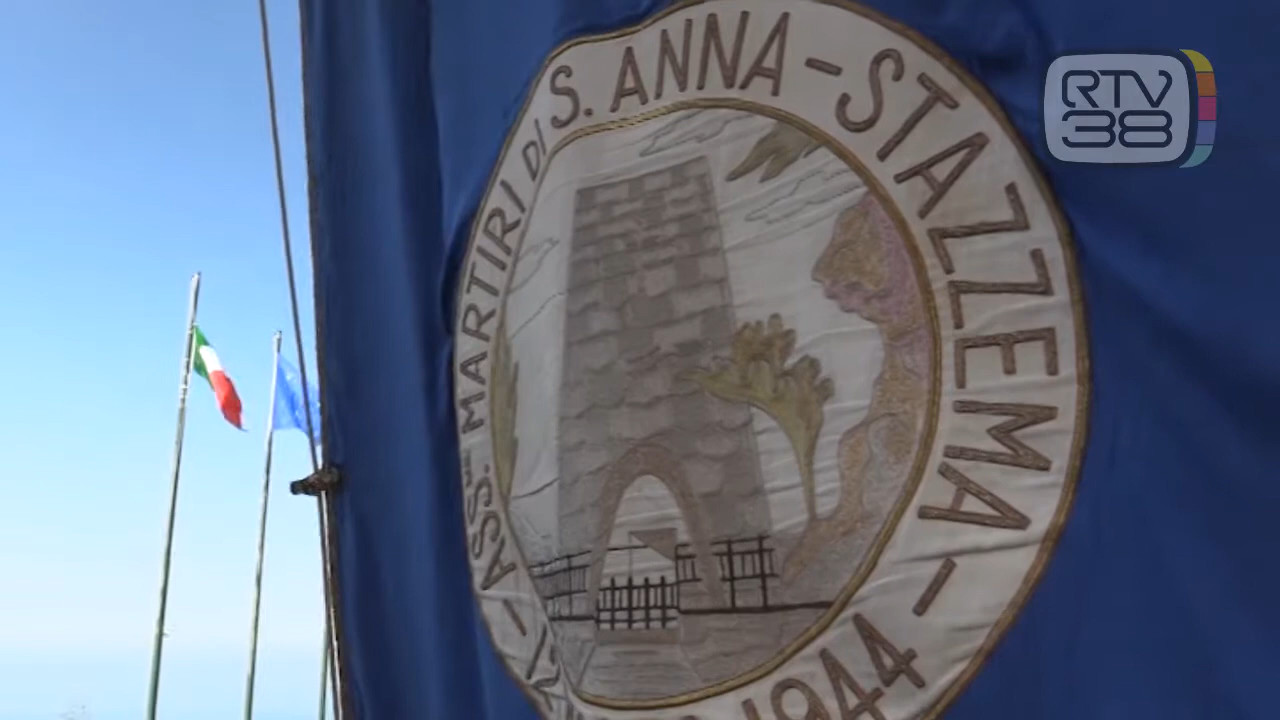 ASS.NE MARTIRI DI S. ANNA - STAZZEMA -
1944
RTV
38